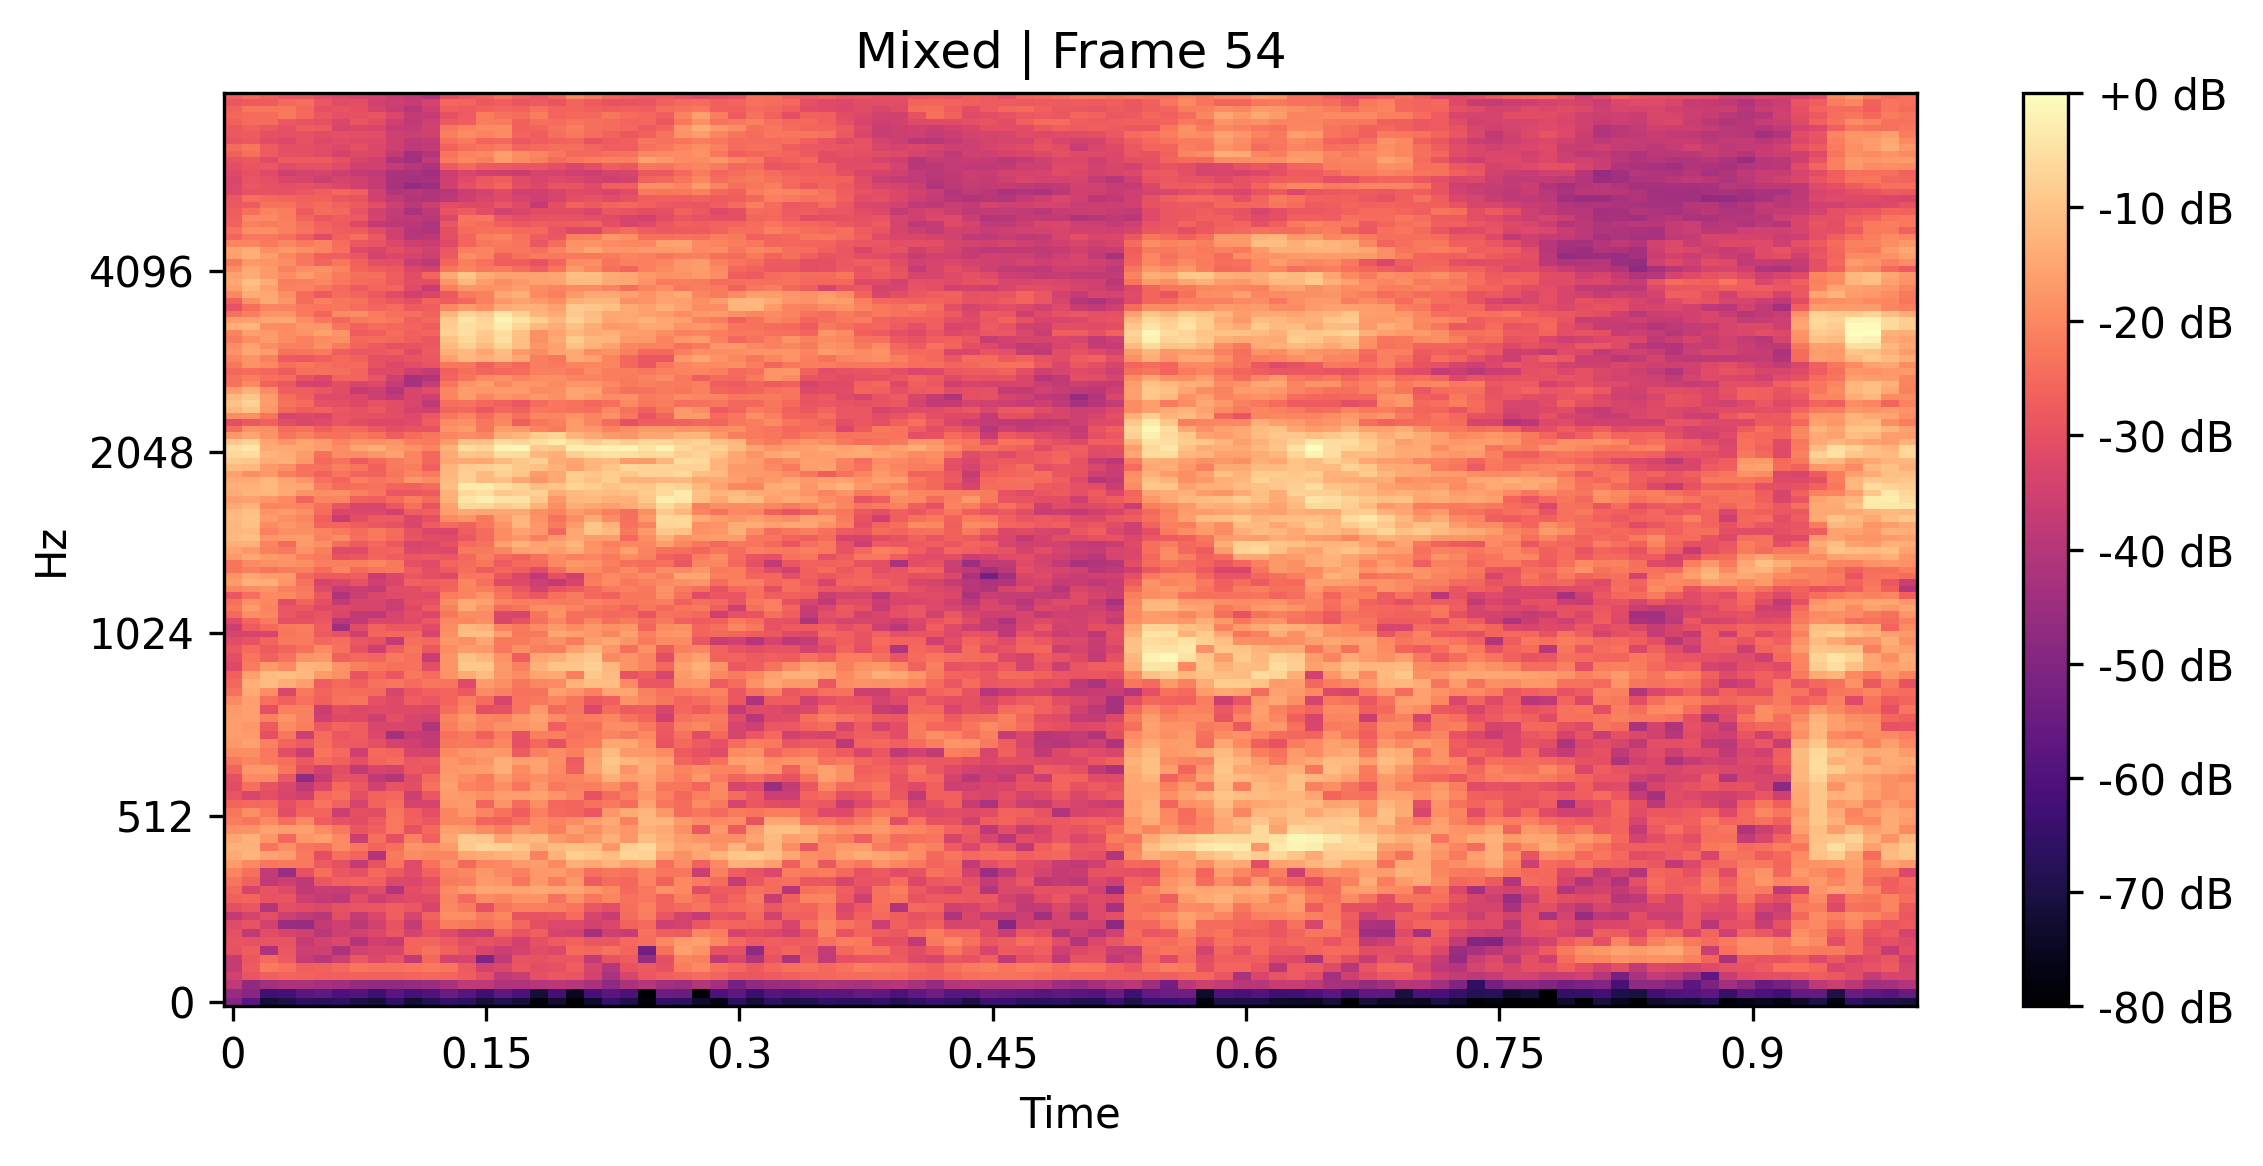 Mixed | Frame 54
Hz
4096
2048
1024
512
0
0 0.15 0.3 0.45 0.6 0.75 0.9
Time
+0 dB
-10 dB
-20 dB
-30 dB
-40 dB
-50 dB
-60 dB
-70 dB
-80 dB